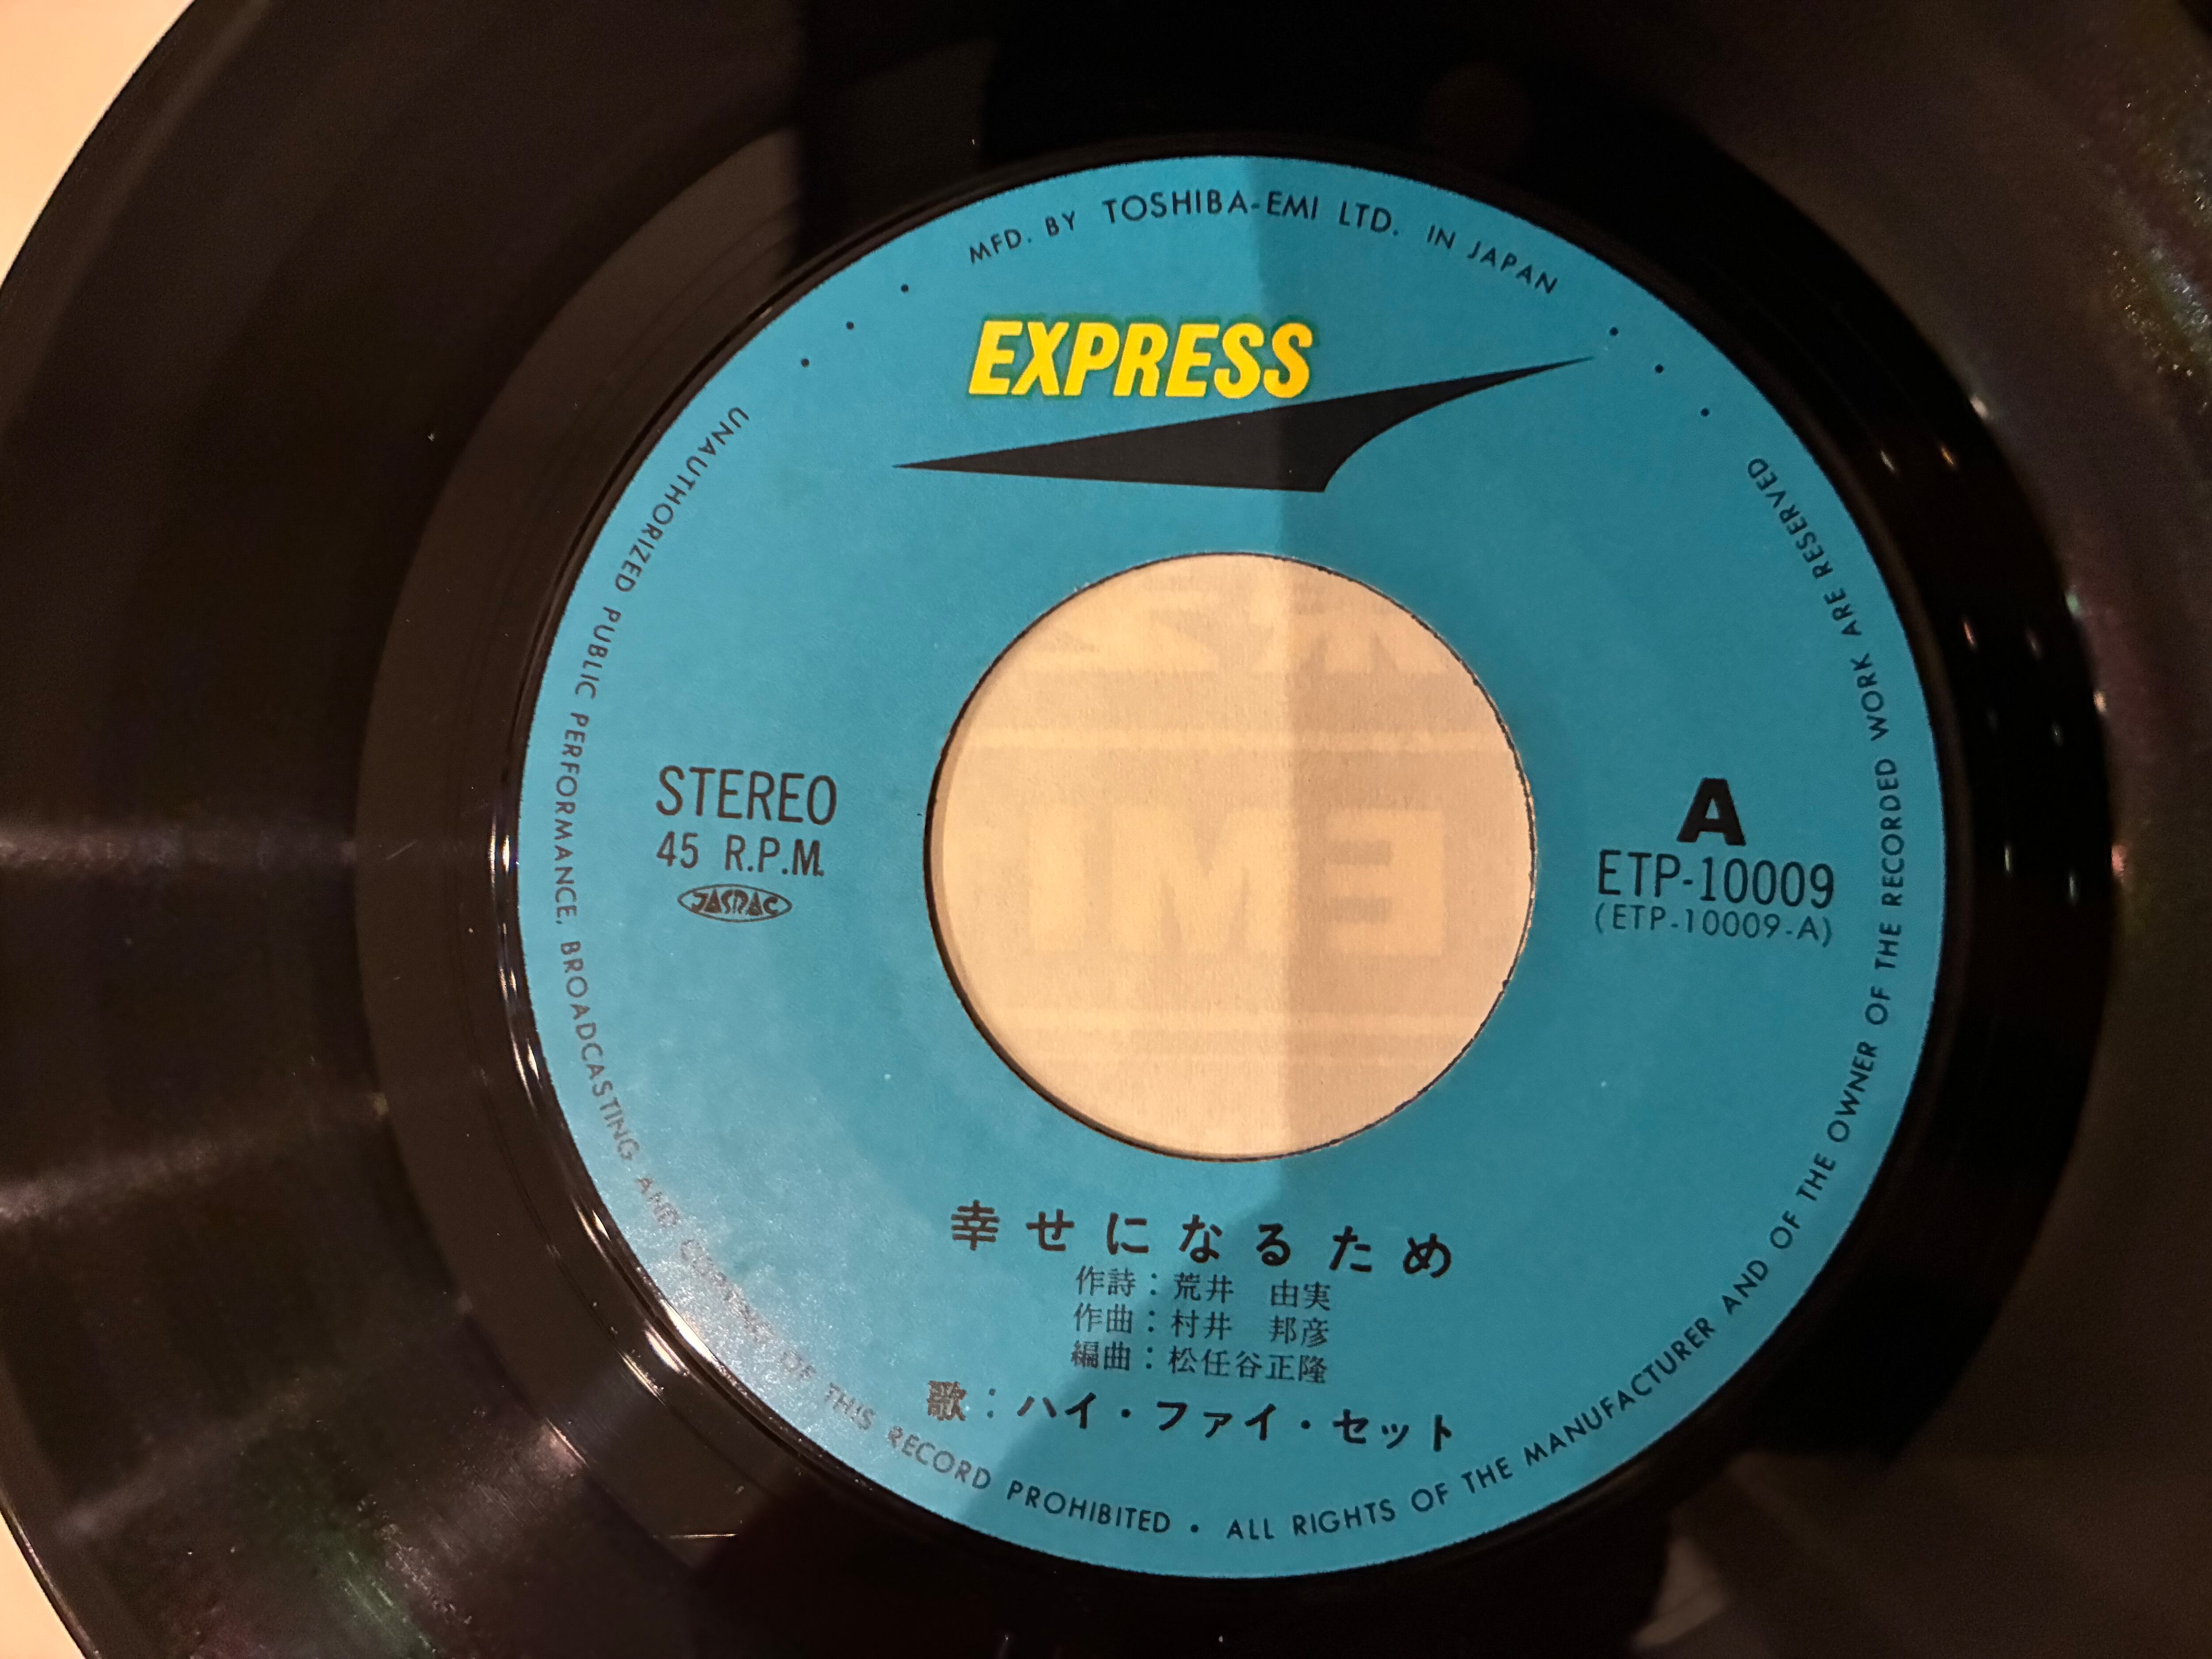 MFD. BY TOSHIBA-EMI LTD. IN JAPAN
EXPRESS
STEREO
45 R.P.M.
JASRAC
A
ETP-10009
(ETP-10009-A)
EMI
幸せになるため
作詩：荒井 由実
作曲：村井 邦彦
編曲：松任谷正隆
歌：ハイ・ファイ・セット
UNAUTHORIZED PUBLIC PERFORMANCE, BROADCASTING AND COPYING OF THIS RECORD PROHIBITED • ALL RIGHTS OF THE MANUFACTURER AND OF THE OWNER OF THE RECORDED WORK ARE RESERVED